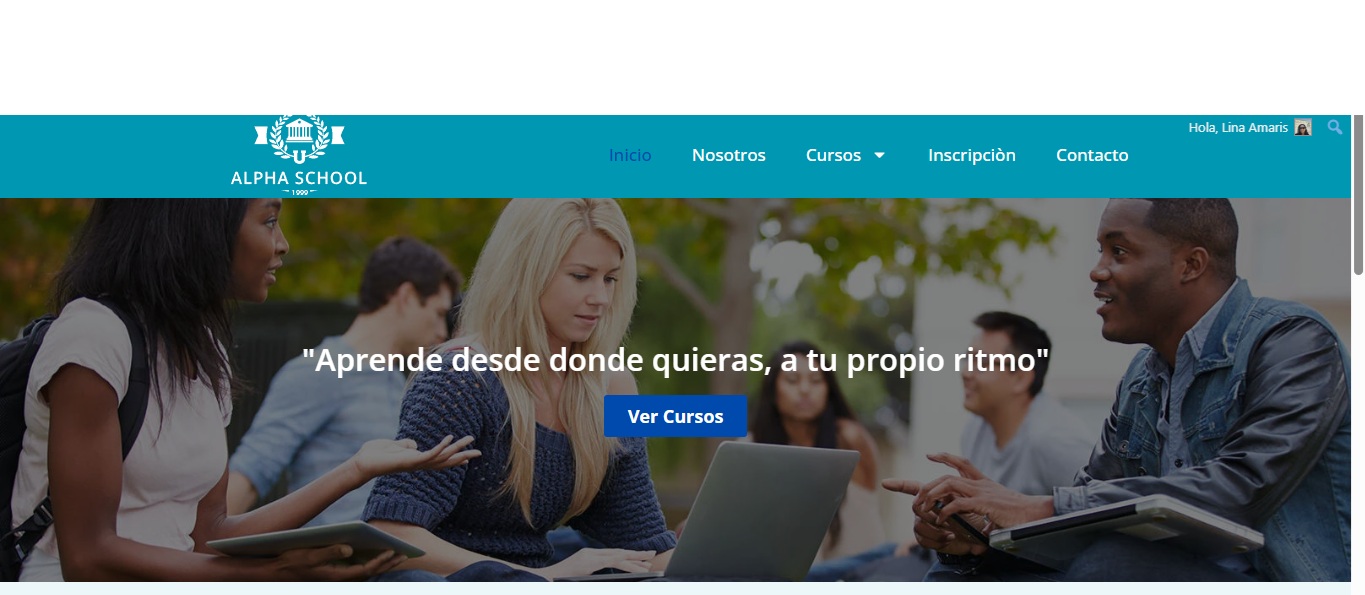 Hola, Lina Amaris
ALPHA SCHOOL
1999
Inicio Nosotros Cursos Inscripciòn Contacto
"Aprende desde donde quieras, a tu propio ritmo"
Ver Cursos